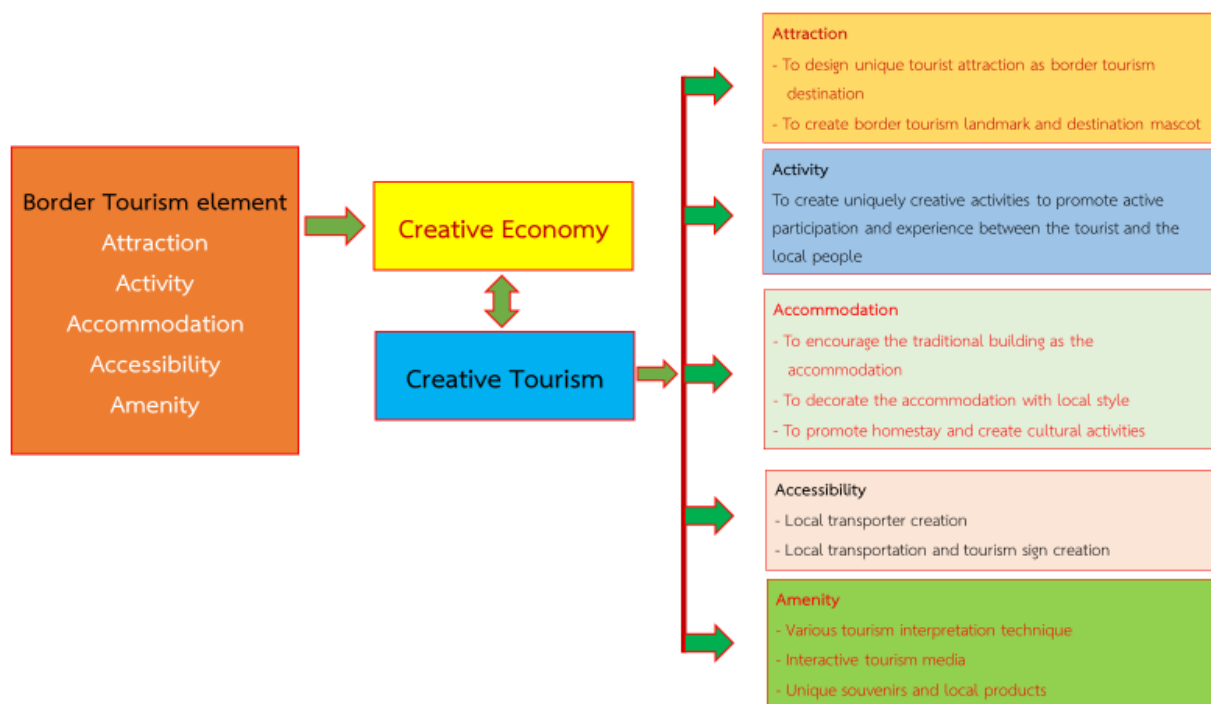 Border Tourism element
Attraction
Activity
Accommodation
Accessibility
Amenity
Creative Economy
Creative Tourism
Attraction
- To design unique tourist attraction as border tourism
destination
- To create border tourism landmark and destination mascot
Activity
To create uniquely creative activities to promote active
participation and experience between the tourist and the
local people
Accommodation
- To encourage the traditional building as the
accommodation
- To decorate the accommodation with local style
- To promote homestay and create cultural activities
Accessibility
- Local transporter creation
- Local transportation and tourism sign creation
Amenity
- Various tourism interpretation technique
- Interactive tourism media
- Unique souvenirs and local products